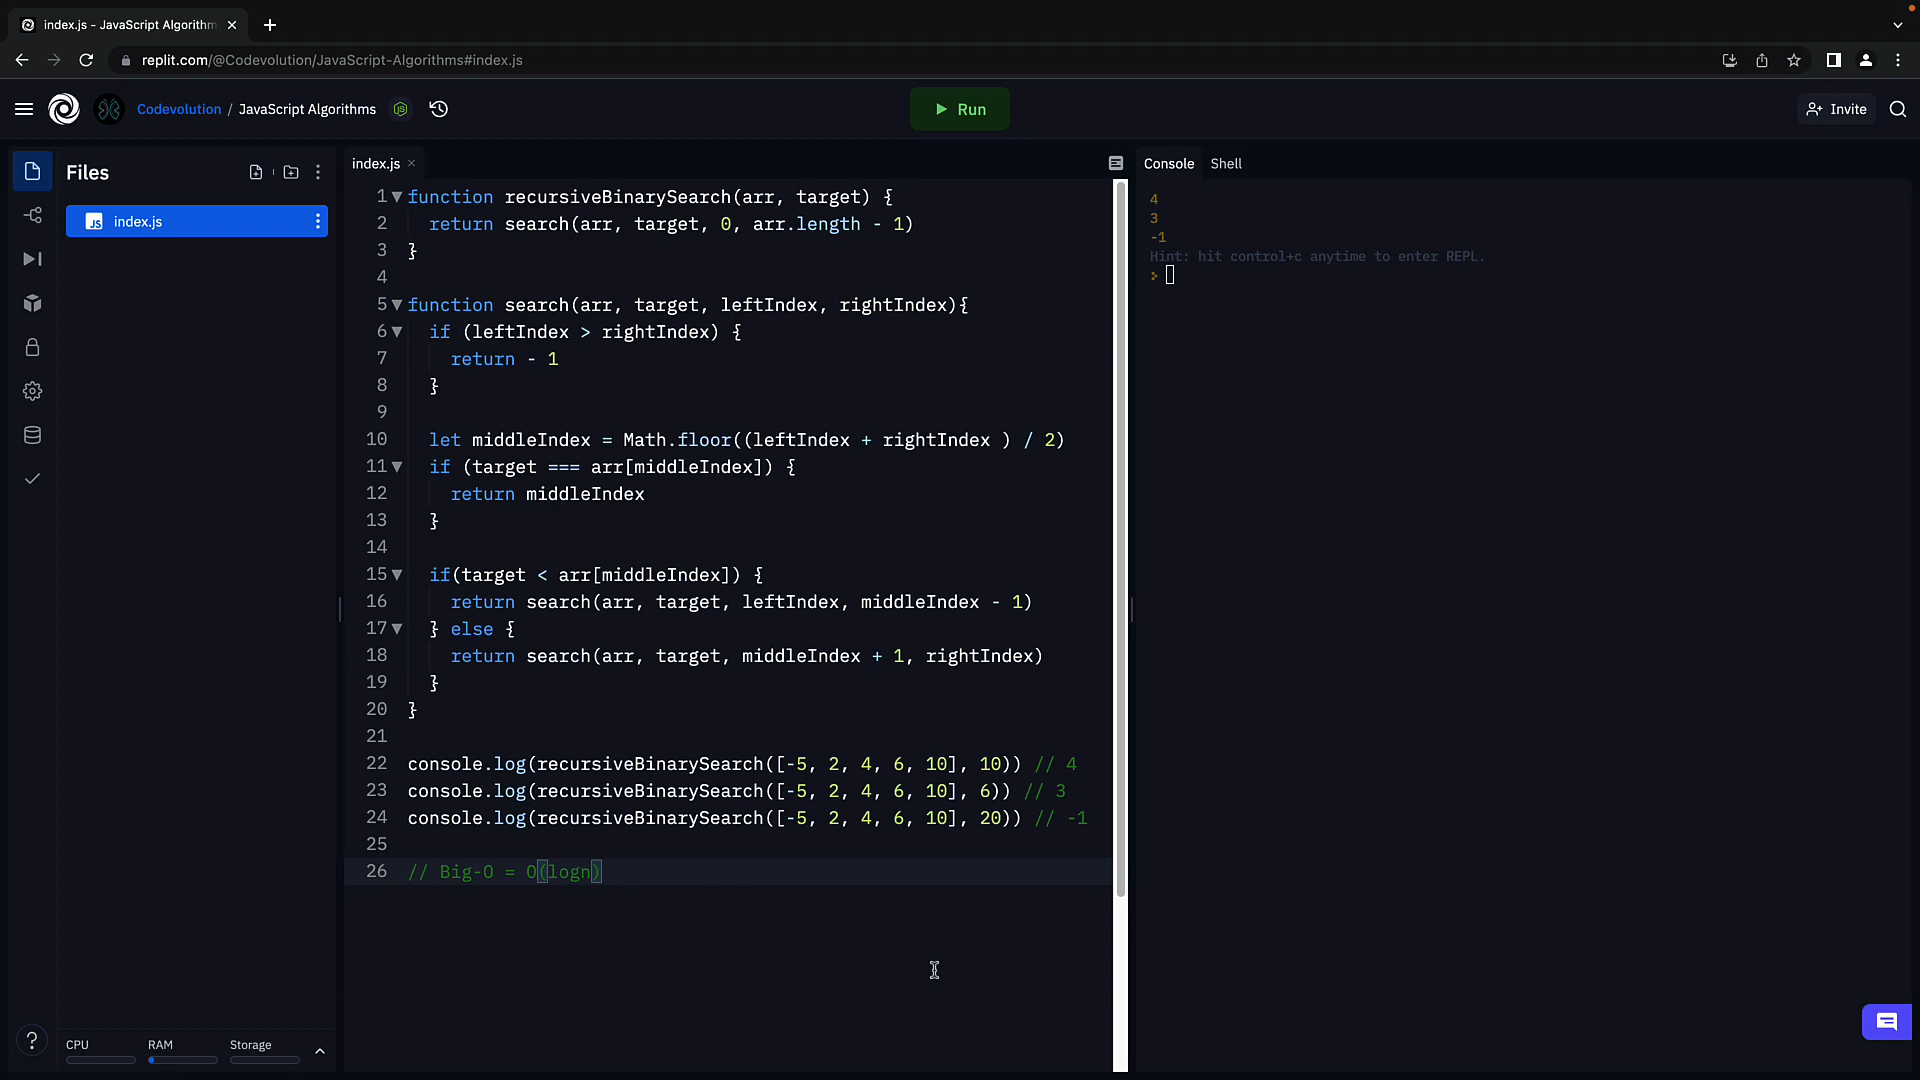 index.js - JavaScript Algorithm
replit.com/@Codevolution/JavaScript-Algorithms#index.js
Codevolution / JavaScript Algorithms
Run
Invite
Files
index.js
JS index.js
CPU
RAM
Storage
?
1 function recursiveBinarySearch(arr, target) {
2 return search(arr, target, 0, arr.length - 1)
3 }
4
5 function search(arr, target, leftIndex, rightIndex){
6 if (leftIndex > rightIndex) {
7 return - 1
8 }
9
10 let middleIndex = Math.floor((leftIndex + rightIndex ) / 2)
11 if (target === arr[middleIndex]) {
12 return middleIndex
13 }
14
15 if(target < arr[middleIndex]) {
16 return search(arr, target, leftIndex, middleIndex - 1)
17 } else {
18 return search(arr, target, middleIndex + 1, rightIndex)
19 }
20 }
21
22 console.log(recursiveBinarySearch([-5, 2, 4, 6, 10], 10)) // 4
23 console.log(recursiveBinarySearch([-5, 2, 4, 6, 10], 6)) // 3
24 console.log(recursiveBinarySearch([-5, 2, 4, 6, 10], 20)) // -1
25
26 // Big-O = O(logn)
Console
Shell
4
3
-1
Hint: hit control+c anytime to enter REPL.